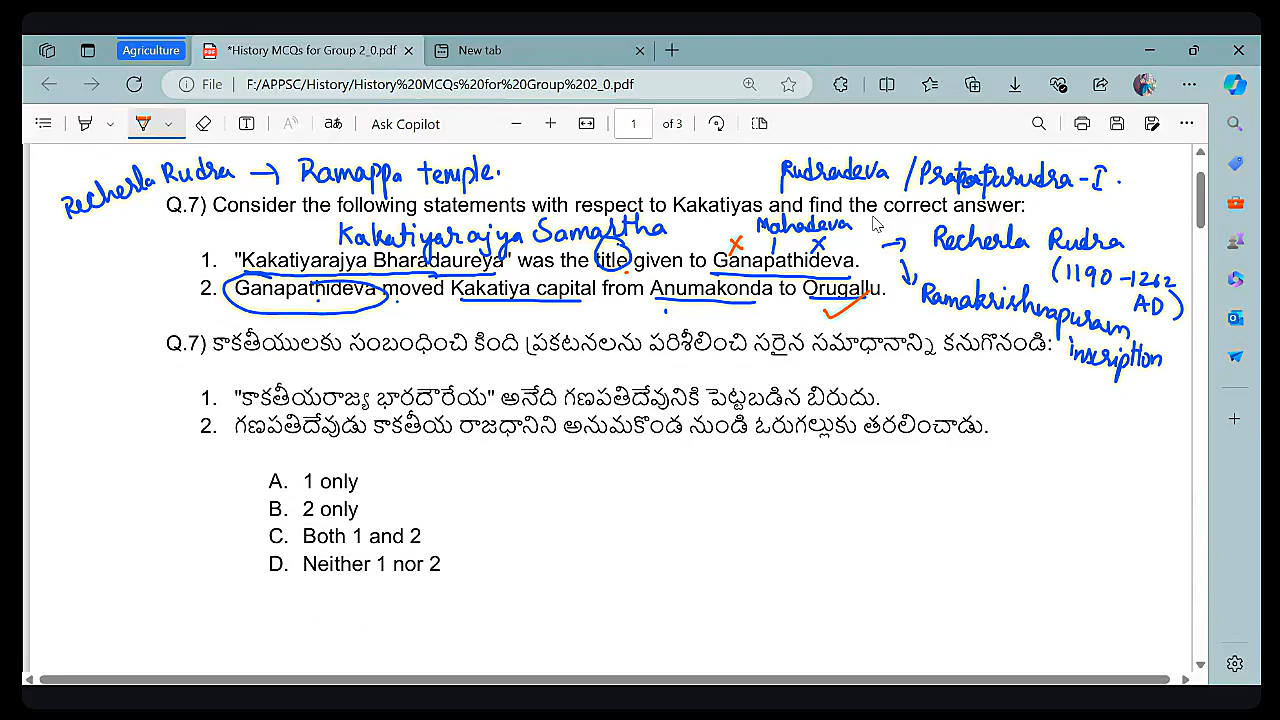 Agriculture
*History MCQs for Group 2_0.pdf
New tab
File
F:/APPSC/History/History%20MCQs%20for%20Group%202_0.pdf
Ask Copilot
1 of 3
Recherla Rudra → Ramappa temple.
Rudradeva / Prataparudra-I.
Q.7) Consider the following statements with respect to Kakatiyas and find the correct answer:
Kakatiyarajya Samartha
Mahadeva
→ Recherla Rudra
(1190-1262 AD)
1. "Kakatiyarajya Bharadaureya" was the title given to Ganapathideva.
2. Ganapathideva moved Kakatiya capital from Anumakonda to Orugallu.
Ramakrishnapuram
inscription
Q.7) కాకతీయులకు సంబంధించి కింది ప్రకటనలను పరిశీలించి సరైన సమాధానాన్ని కనుగొనండి:
1. "కాకతీయరాజ్య భారదౌరేయ" అనేది గణపతిదేవునికి పెట్టబడిన బిరుదు.
2. గణపతిదేవుడు కాకతీయ రాజధానిని అనుమకొండ నుండి ఓరుగల్లుకు తరలించాడు.
A. 1 only
B. 2 only
C. Both 1 and 2
D. Neither 1 nor 2